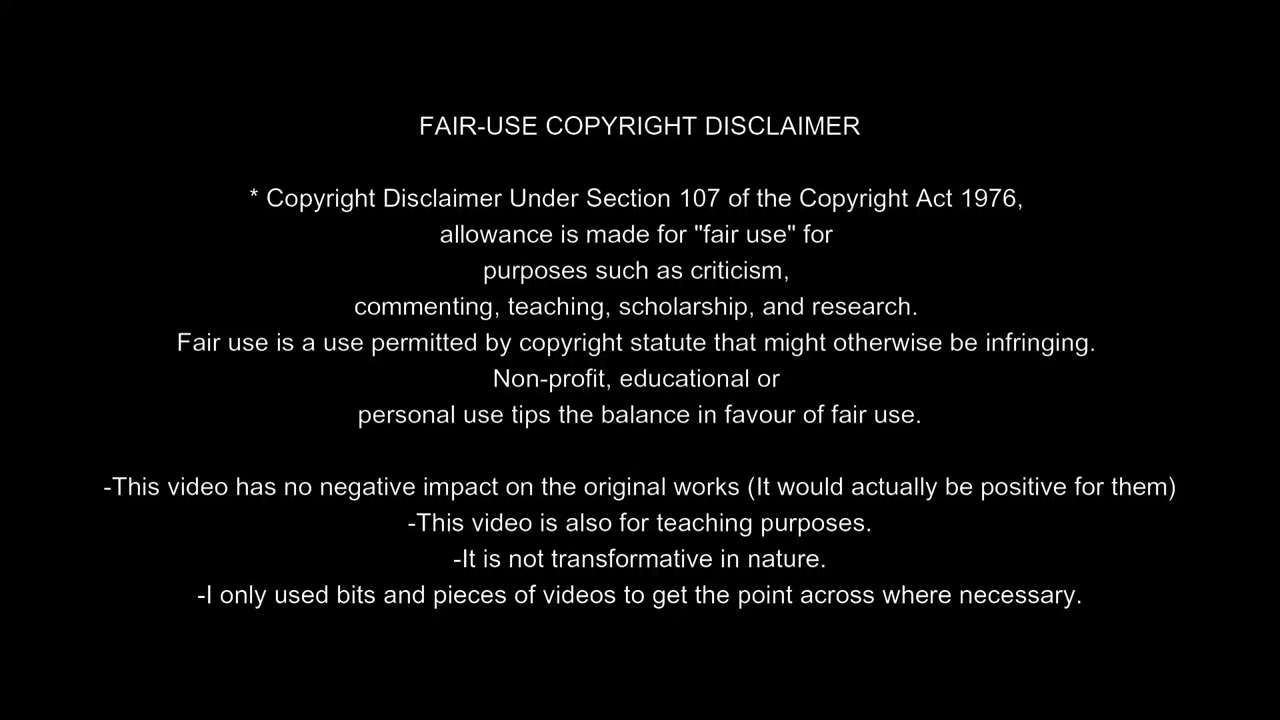 FAIR-USE COPYRIGHT DISCLAIMER
* Copyright Disclaimer Under Section 107 of the Copyright Act 1976,
allowance is made for "fair use" for
purposes such as criticism,
commenting, teaching, scholarship, and research.
Fair use is a use permitted by copyright statute that might otherwise be infringing.
Non-profit, educational or
personal use tips the balance in favour of fair use.
-This video has no negative impact on the original works (It would actually be positive for them)
-This video is also for teaching purposes.
-It is not transformative in nature.
-I only used bits and pieces of videos to get the point across where necessary.